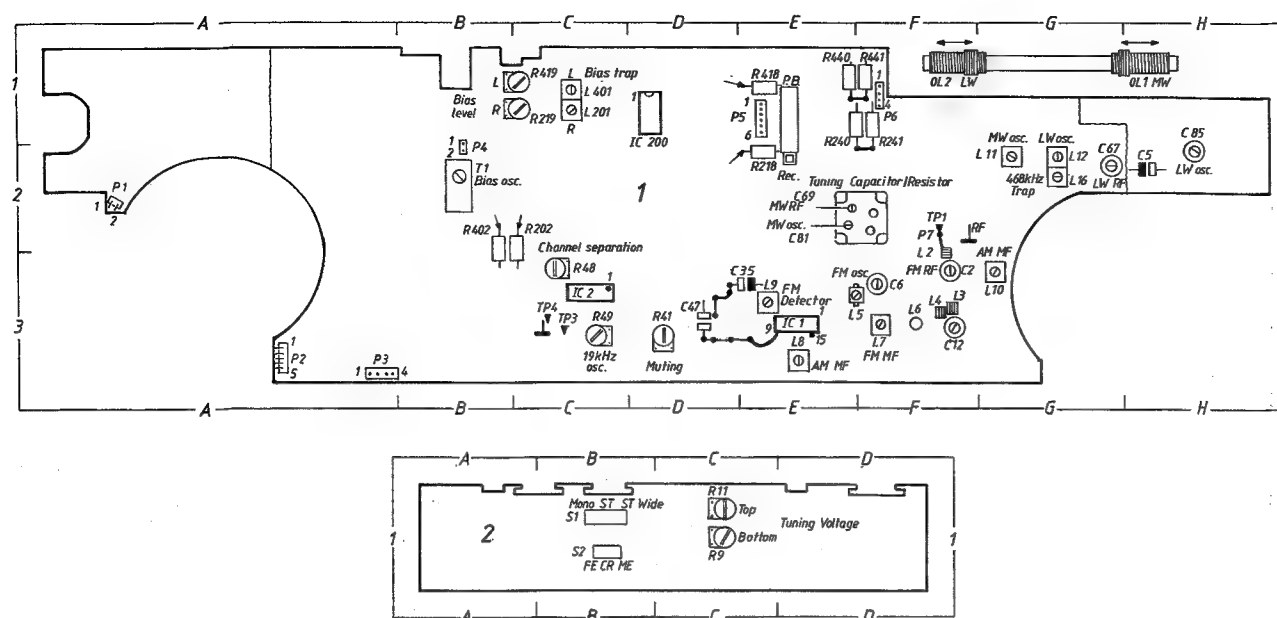 A B C D E F G H
1
R419 L
L Bias trap
L 401
L201
R
Bias level
R R219
1
IC 200
R418 P.B
1
P5
6
R218 Rec.
R440 R441
1
4
P6
R240 R241
OL2 LW
OL1 MW
1
2
P4
T1
Bias osc.
P1
1
2
2
1
Tuning Capacitor/Resistor
C69
MW RF
MW osc.
C81
MW osc.
L 11
LW osc.
L12
468kHz
Trap
L16
C67
LW RF
C5
C 85
LW osc.
R402 R202
Channel separation
R48
1
IC 2
TP4
TP3
R49
19kHz
osc.
R41
Muting
C47
C35
L9
FM
Detector
1
IC 1
9
15
L8
AM MF
FM osc.
C6
L5
L7
FM MF
L6
TP1
P7
RF
L2
FM RF
C2
L4 L3
C12
AM MF
L10
3
1
P2
5
P3
1 4
A B C D E F G H
A B C D
1
2
Mono ST ST Wide
S1
S2
FE CR ME
R11
Top
Bottom
R9
Tuning Voltage
1
A B C D